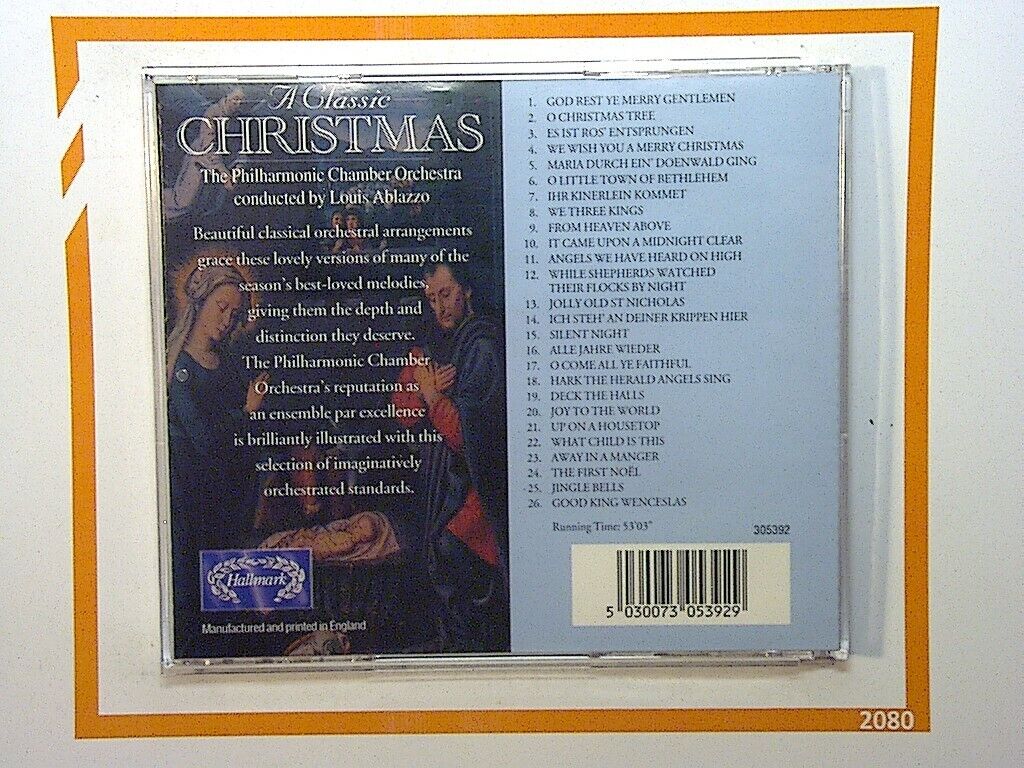 A Classic
CHRISTMAS
The Philharmonic Chamber Orchestra
conducted by Louis Ablazzo
Beautiful classical orchestral arrangements
grace these lovely versions of many of the
season's best-loved melodies,
giving them the depth and
distinction they deserve.
The Philharmonic Chamber
Orchestra's reputation as
an ensemble par excellence
is brilliantly illustrated with this
selection of imaginatively
orchestrated standards.
Hallmark
Manufactured and printed in England
1. GOD REST YE MERRY GENTLEMEN
2. O CHRISTMAS TREE
3. ES IST ROS' ENTSPRUNGEN
4. WE WISH YOU A MERRY CHRISTMAS
5. MARIA DURCH EIN' DOENWALD GING
6. O LITTLE TOWN OF BETHLEHEM
7. IHR KINERLEIN KOMMET
8. WE THREE KINGS
9. FROM HEAVEN ABOVE
10. IT CAME UPON A MIDNIGHT CLEAR
11. ANGELS WE HAVE HEARD ON HIGH
12. WHILE SHEPHERDS WATCHED
THEIR FLOCKS BY NIGHT
13. JOLLY OLD ST NICHOLAS
14. ICH STEH' AN DEINER KRIPPEN HIER
15. SILENT NIGHT
16. ALLE JAHRE WIEDER
17. O COME ALL YE FAITHFUL
18. HARK THE HERALD ANGELS SING
19. DECK THE HALLS
20. JOY TO THE WORLD
21. UP ON A HOUSETOP
22. WHAT CHILD IS THIS
23. AWAY IN A MANGER
24. THE FIRST NOËL
25. JINGLE BELLS
26. GOOD KING WENCESLAS
Running Time: 53'03"
305392
5 030073 053929
2080